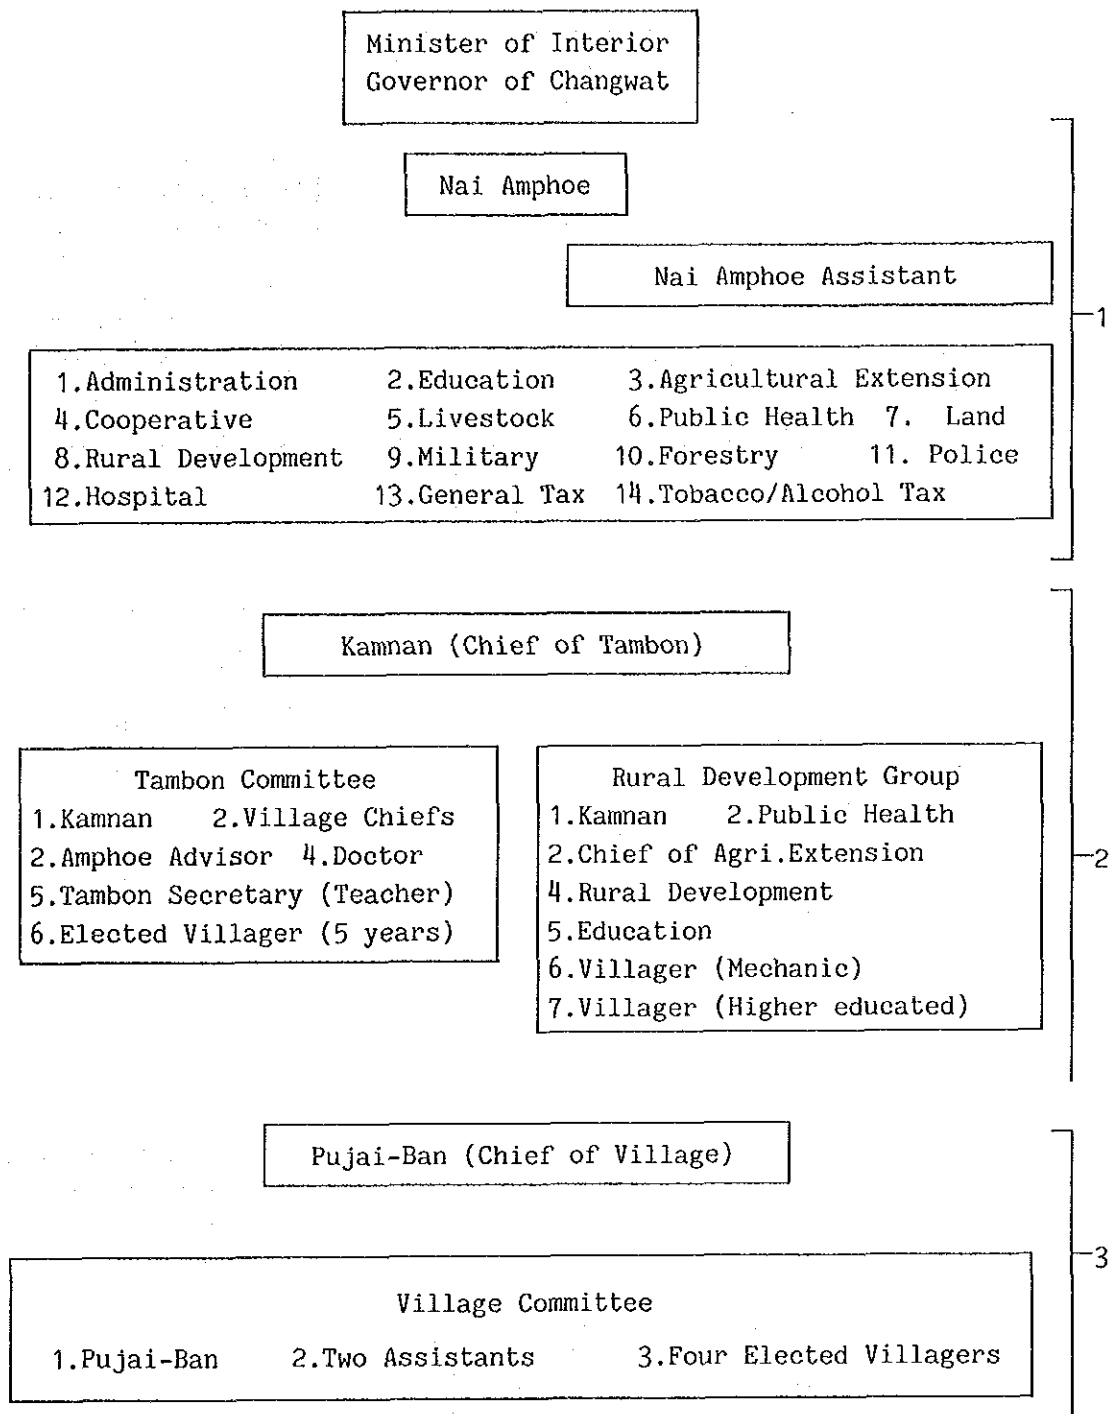 Minister of Interior
Governor of Changwat
Nai Amphoe
Nai Amphoe Assistant
1
1.Administration 2.Education 3.Agricultural Extension
4.Cooperative 5.Livestock 6.Public Health 7. Land
8.Rural Development 9.Military 10.Forestry 11. Police
12.Hospital 13.General Tax 14.Tobacco/Alcohol Tax
Kamnan (Chief of Tambon)
Tambon Committee
1.Kamnan 2.Village Chiefs
2.Amphoe Advisor 4.Doctor
5.Tambon Secretary (Teacher)
6.Elected Villager (5 years)
Rural Development Group
1.Kamnan 2.Public Health
2.Chief of Agri.Extension
4.Rural Development
5.Education
6.Villager (Mechanic)
7.Villager (Higher educated)
2
Pujai-Ban (Chief of Village)
3
Village Committee
1.Pujai-Ban 2.Two Assistants 3.Four Elected Villagers